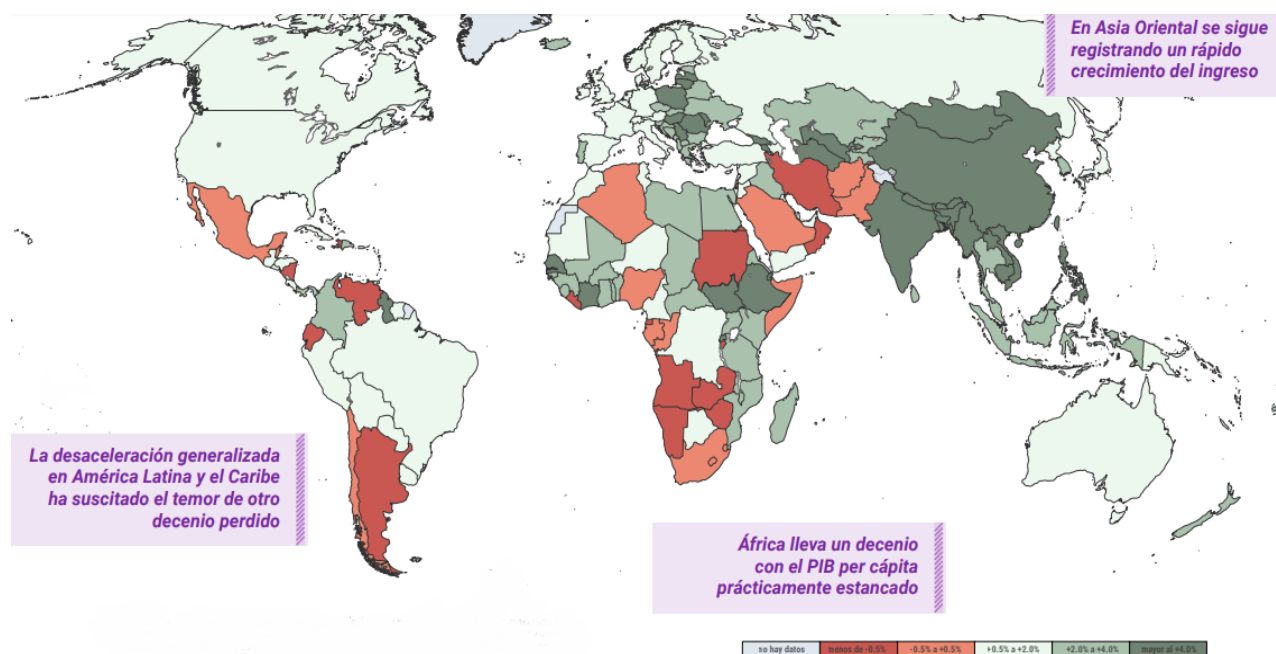 En Asia Oriental se sigue
registrando un rápido
crecimiento del ingreso
La desaceleración generalizada
en América Latina y el Caribe
ha suscitado el temor de otro
decenio perdido
África lleva un decenio
con el PIB per cápita
prácticamente estancado
no hay datos
menos de -0.5%
-0.5% a +0.5%
+0.5% a +2.0%
+2.0% a +4.0%
mayor al +4.0%